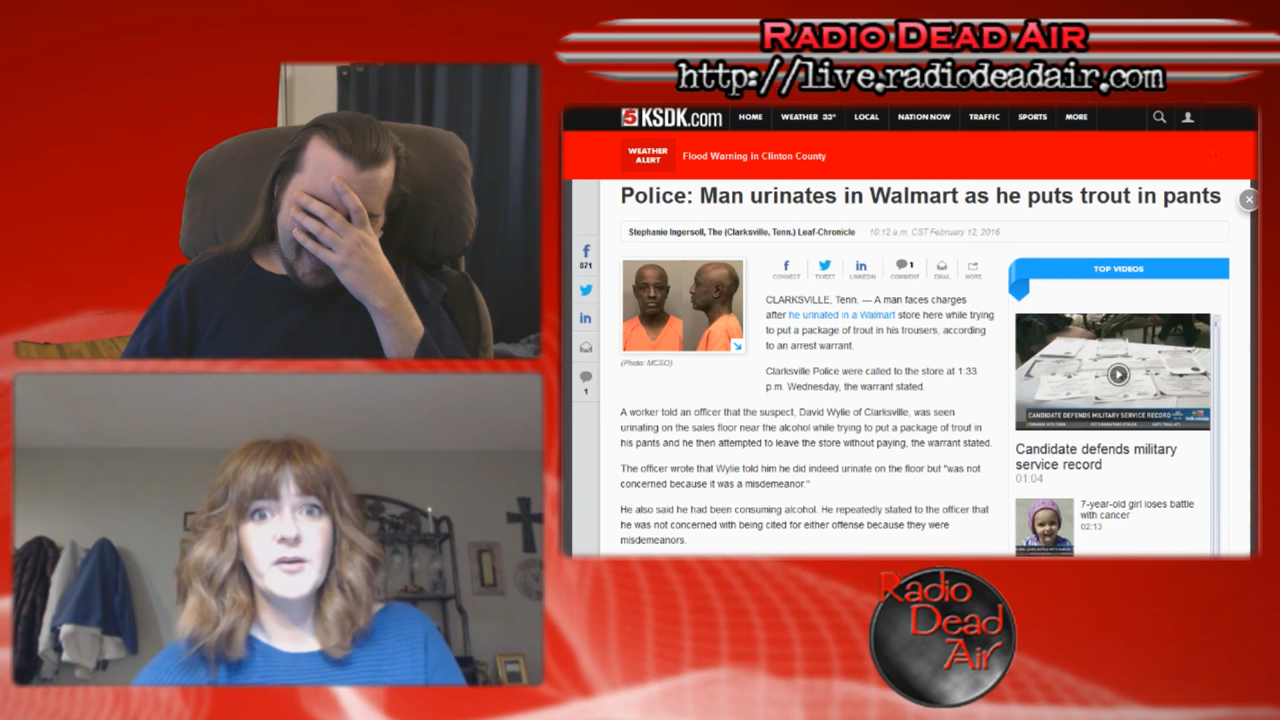 RADIO DEAD AIR
http://live.radiodeadair.com
5 KSDK.com HOME WEATHER 33° LOCAL NATION NOW TRAFFIC SPORTS MORE
WEATHER ALERT
Flood Warning in Clinton County
Police: Man urinates in Walmart as he puts trout in pants
Stephanie Ingersoll, The (Clarksville, Tenn.) Leaf-Chronicle 10:12 a.m. CST February 12, 2016
871
1
(Photo: MCSO)
CONNECT TWEET LINKEDIN 1 COMMENT EMAIL MORE
CLARKSVILLE, Tenn. — A man faces charges
after he urinated in a Walmart store here while trying
to put a package of trout in his trousers, according
to an arrest warrant.
Clarksville Police were called to the store at 1:33
p.m. Wednesday, the warrant stated.
A worker told an officer that the suspect, David Wylie of Clarksville, was seen
urinating on the sales floor near the alcohol while trying to put a package of trout in
his pants and he then attempted to leave the store without paying, the warrant stated.
The officer wrote that Wylie told him he did indeed urinate on the floor but "was not
concerned because it was a misdemeanor."
He also said he had been consuming alcohol. He repeatedly stated to the officer that
he was not concerned with being cited for either offense because they were
misdemeanors.
TOP VIDEOS
CANDIDATE DEFENDS MILITARY SERVICE RECORD
Candidate defends military
service record
01:04
7-year-old girl loses battle
with cancer
02:13
Radio
Dead
Air